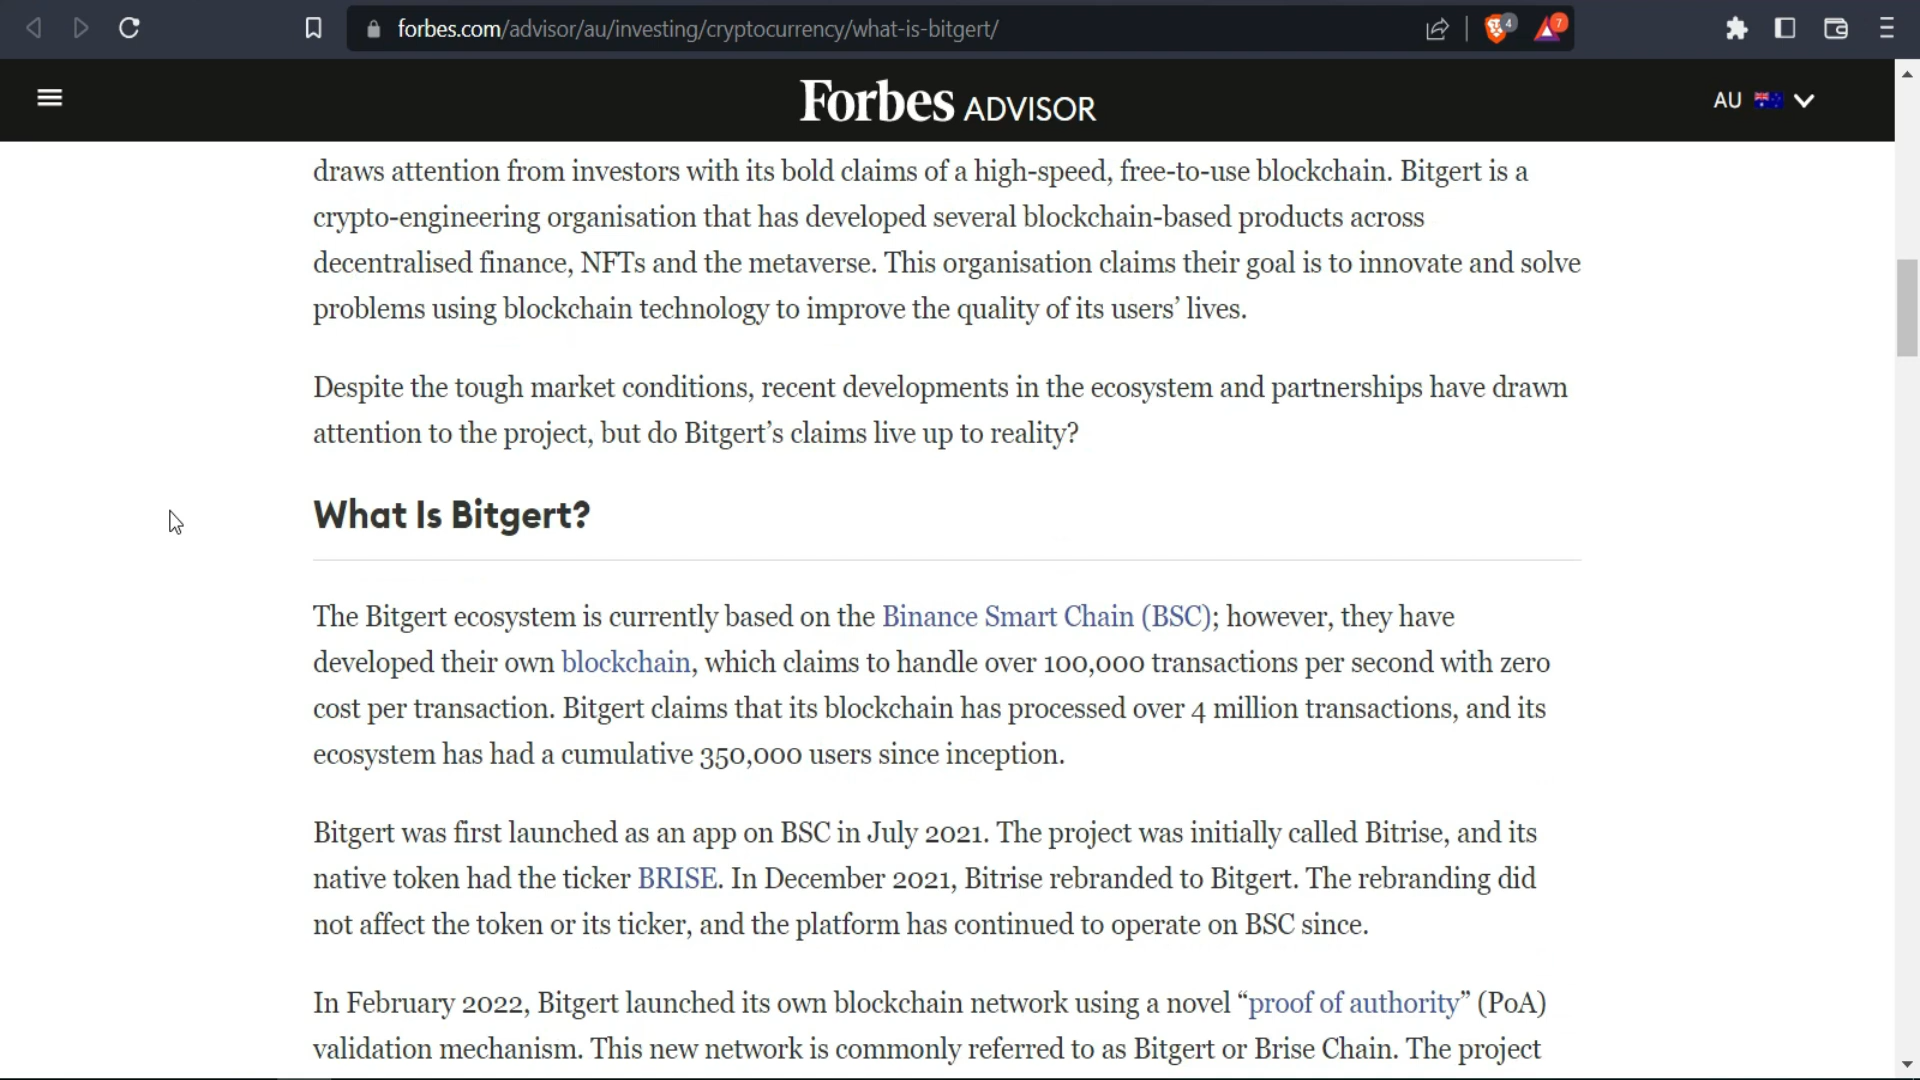 forbes.com/advisor/au/investing/cryptocurrency/what-is-bitgert/
4
7
Forbes ADVISOR
AU
draws attention from investors with its bold claims of a high-speed, free-to-use blockchain. Bitgert is a
crypto-engineering organisation that has developed several blockchain-based products across
decentralised finance, NFTs and the metaverse. This organisation claims their goal is to innovate and solve
problems using blockchain technology to improve the quality of its users’ lives.
Despite the tough market conditions, recent developments in the ecosystem and partnerships have drawn
attention to the project, but do Bitgert’s claims live up to reality?
What Is Bitgert?
The Bitgert ecosystem is currently based on the Binance Smart Chain (BSC); however, they have
developed their own blockchain, which claims to handle over 100,000 transactions per second with zero
cost per transaction. Bitgert claims that its blockchain has processed over 4 million transactions, and its
ecosystem has had a cumulative 350,000 users since inception.
Bitgert was first launched as an app on BSC in July 2021. The project was initially called Bitrise, and its
native token had the ticker BRISE. In December 2021, Bitrise rebranded to Bitgert. The rebranding did
not affect the token or its ticker, and the platform has continued to operate on BSC since.
In February 2022, Bitgert launched its own blockchain network using a novel “proof of authority” (PoA)
validation mechanism. This new network is commonly referred to as Bitgert or Brise Chain. The project